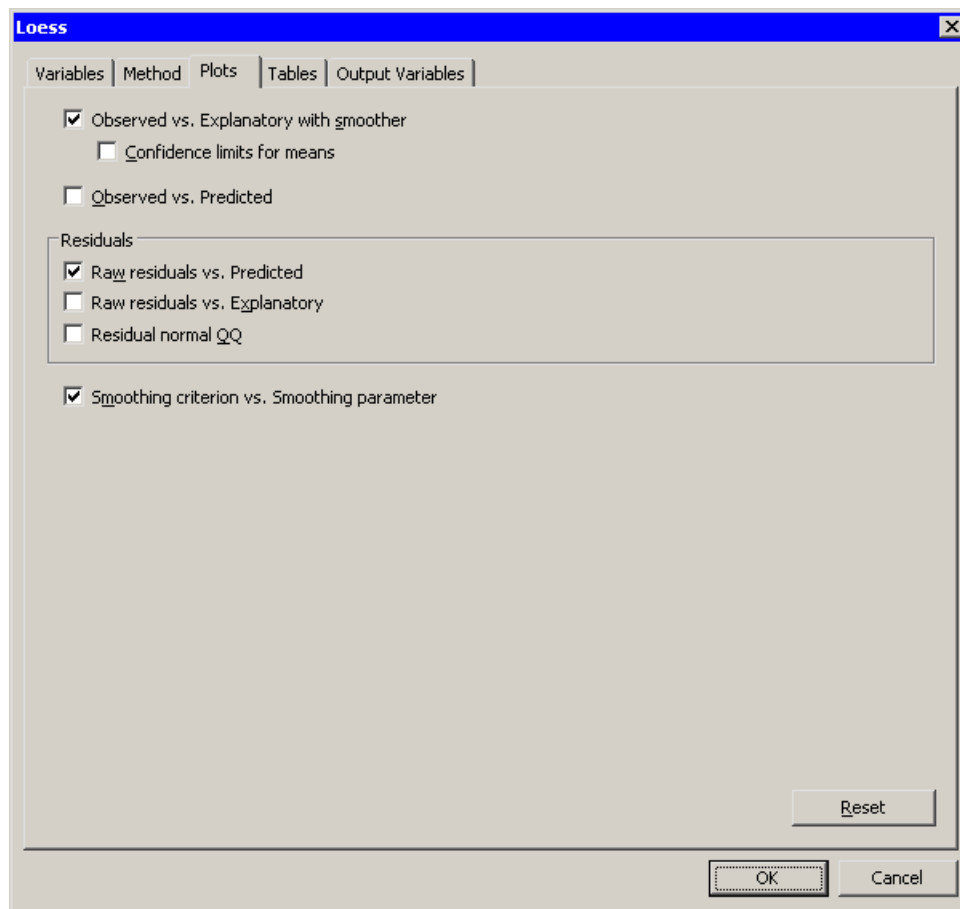 Loess
Variables Method Plots Tables Output Variables
Observed vs. Explanatory with smoother
Confidence limits for means
Observed vs. Predicted
Residuals
Raw residuals vs. Predicted
Raw residuals vs. Explanatory
Residual normal QQ
Smoothing criterion vs. Smoothing parameter
Reset
OK Cancel